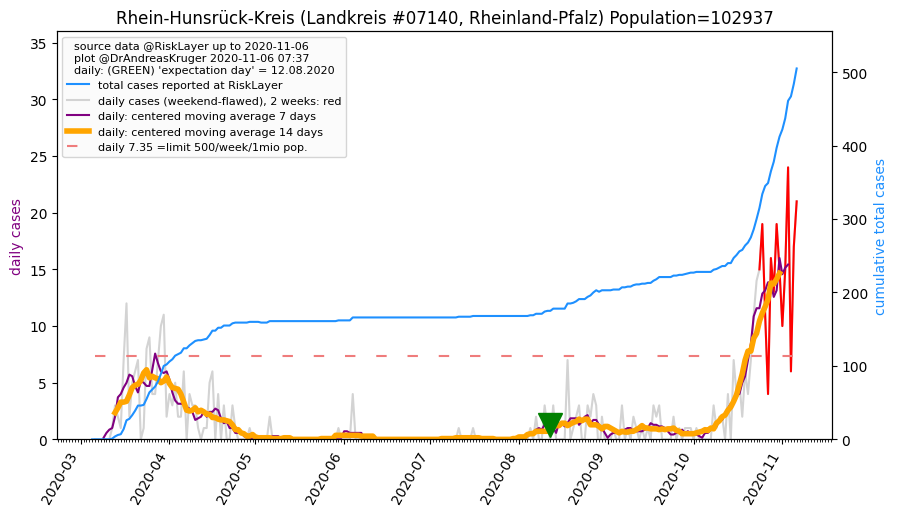 Rhein-Hunsrück-Kreis (Landkreis #07140, Rheinland-Pfalz) Population=102937
source data @RiskLayer up to 2020-11-06
plot @DrAndreasKruger 2020-11-06 07:37
daily: (GREEN) 'expectation day' = 12.08.2020
total cases reported at RiskLayer
daily cases (weekend-flawed), 2 weeks: red
daily: centered moving average 7 days
daily: centered moving average 14 days
daily 7.35 =limit 500/week/1mio pop.
daily cases
35
30
25
20
15
10
5
0
cumulative total cases
500
400
300
200
100
0
2020-03
2020-04
2020-05
2020-06
2020-07
2020-08
2020-09
2020-10
2020-11